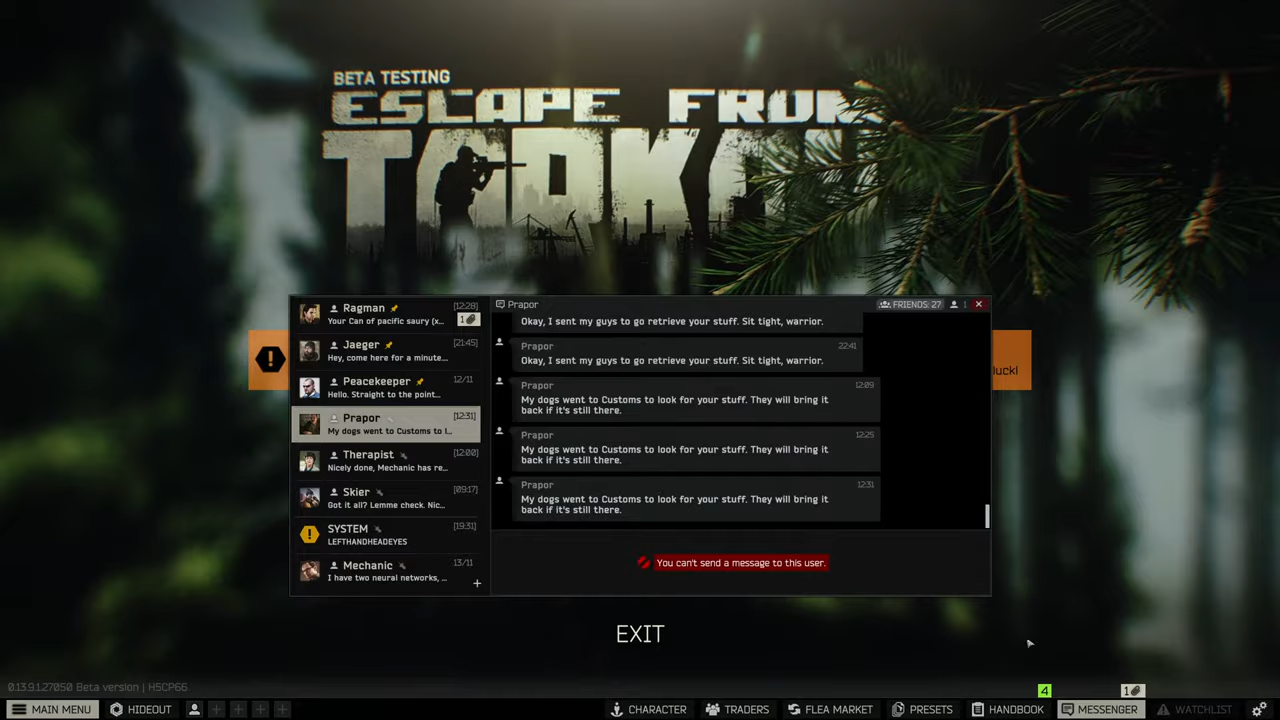 BETA TESTING
ESCAPE FROM
TARKOV
Ragman [12:28]
Your Can of pacific saury (x...
1
Jaeger [21:45]
Hey, come here for a minute...
Peacekeeper 12/11
Hello. Straight to the point...
Prapor [12:31]
My dogs went to Customs to l...
Therapist [12:00]
Nicely done, Mechanic has re...
Skier [09:17]
Got it all? Lemme check. Nic...
SYSTEM [19:31]
LEFTHANDHEADEYES
Mechanic 13/11
I have two neural networks, ...
+
Prapor
FRIENDS: 27
1
Okay, I sent my guys to go retrieve your stuff. Sit tight, warrior.
Prapor 22:41
Okay, I sent my guys to go retrieve your stuff. Sit tight, warrior.
Prapor 12:09
My dogs went to Customs to look for your stuff. They will bring it
back if it's still there.
Prapor 12:25
My dogs went to Customs to look for your stuff. They will bring it
back if it's still there.
Prapor 12:31
My dogs went to Customs to look for your stuff. They will bring it
back if it's still there.
You can't send a message to this user.
luck!
EXIT
0.13.9.1.27050 Beta version | H5CP66
4
1
MAIN MENU
HIDEOUT
CHARACTER
TRADERS
FLEA MARKET
PRESETS
HANDBOOK
MESSENGER
WATCHLIST